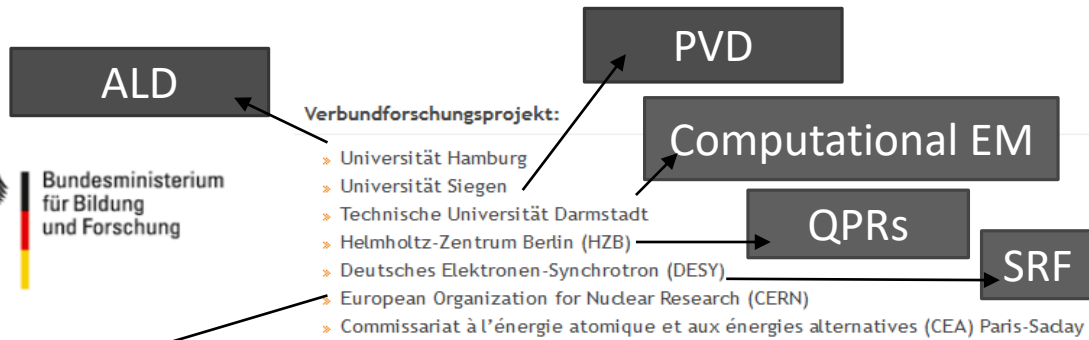 PVD
ALD
Verbundforschungsprojekt:
Computational EM
» Universität Hamburg
» Universität Siegen
» Technische Universität Darmstadt
» Helmholtz-Zentrum Berlin (HZB)
» Deutsches Elektronen-Synchrotron (DESY)
» European Organization for Nuclear Research (CERN)
» Commissariat à l'énergie atomique et aux énergies alternatives (CEA) Paris-Saclay
QPRs
SRF
Bundesministerium
für Bildung
und Forschung